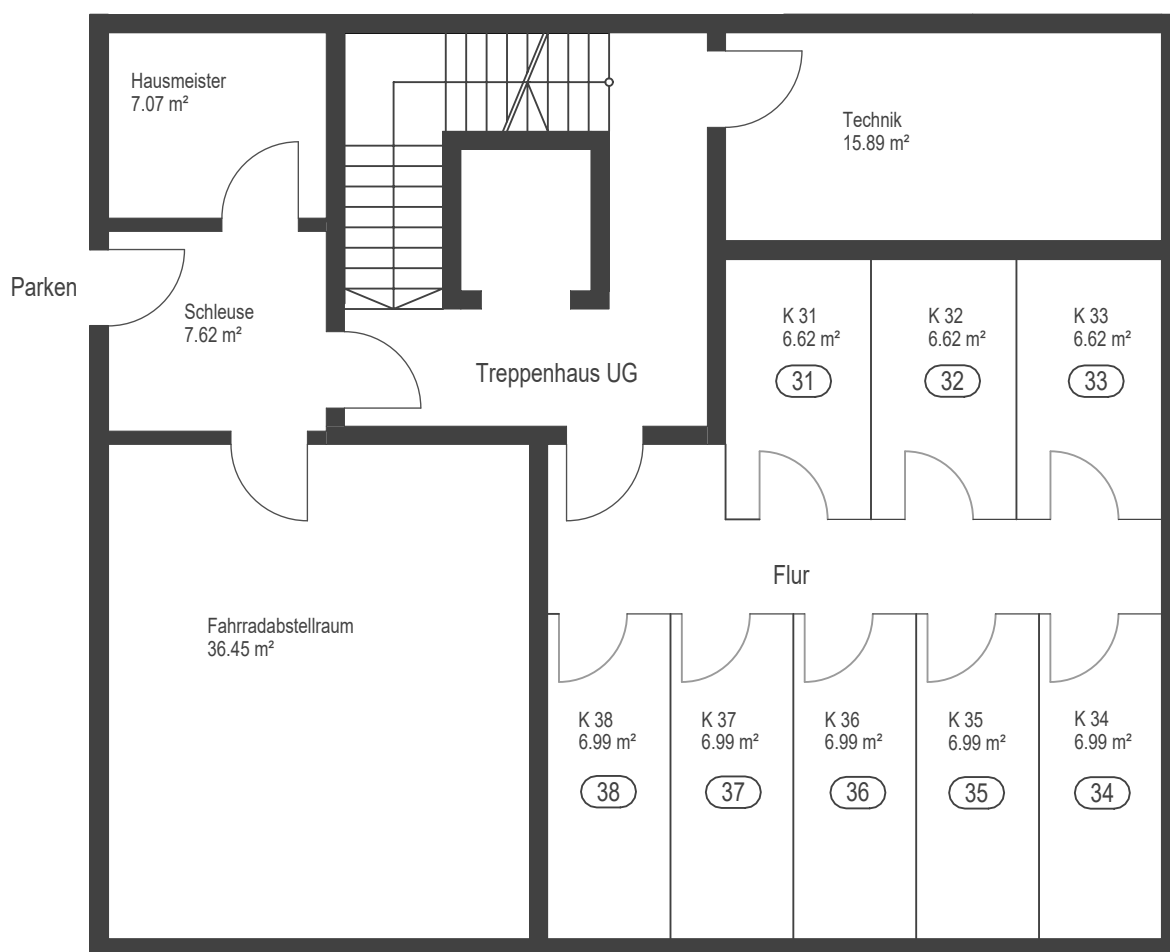 Hausmeister
7.07 m²
Technik
15.89 m²
Parken
Schleuse
7.62 m²
Treppenhaus UG
K 31
6.62 m²
31
K 32
6.62 m²
32
K 33
6.62 m²
33
Flur
Fahrradabstellraum
36.45 m²
K 38
6.99 m²
38
K 37
6.99 m²
37
K 36
6.99 m²
36
K 35
6.99 m²
35
K 34
6.99 m²
34